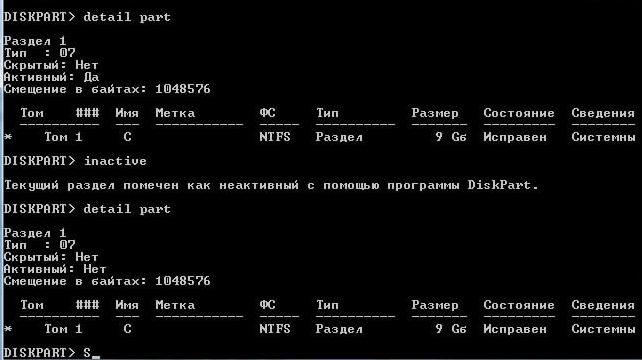 DISKPART> detail part
Раздел 1
Тип : 07
Скрытый: Нет
Активный: Да
Смещение в байтах: 1048576
Том ### Имя Метка ФС Тип Размер Состояние Сведения
---------- --- ----------- ----- ---------- ------- --------- --------
* Том 1 C NTFS Раздел 9 Gб Исправен Системны
DISKPART> inactive
Текущий раздел помечен как неактивный с помощью программы DiskPart.
DISKPART> detail part
Раздел 1
Тип : 07
Скрытый: Нет
Активный: Нет
Смещение в байтах: 1048576
Том ### Имя Метка ФС Тип Размер Состояние Сведения
---------- --- ----------- ----- ---------- ------- --------- --------
* Том 1 C NTFS Раздел 9 Gб Исправен Системны
DISKPART> S_